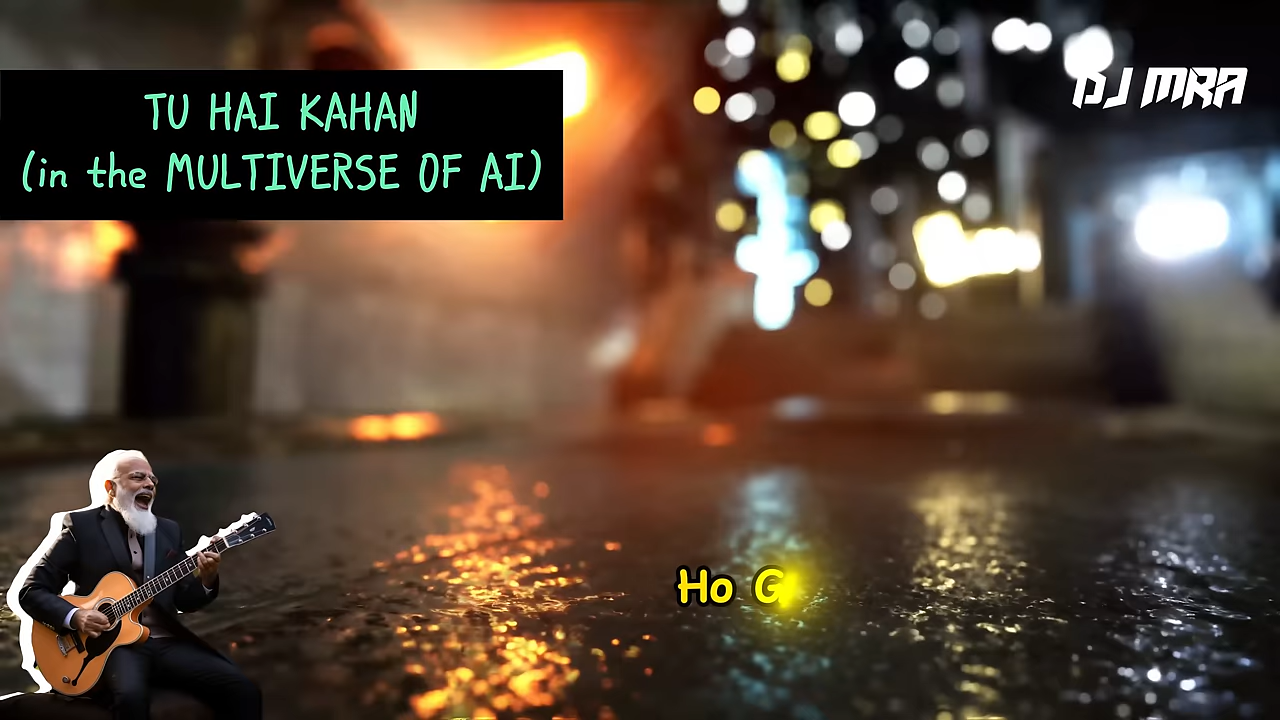 TU HAI KAHAN
(in the MULTIVERSE OF AI)
DJ MRA
Ho G